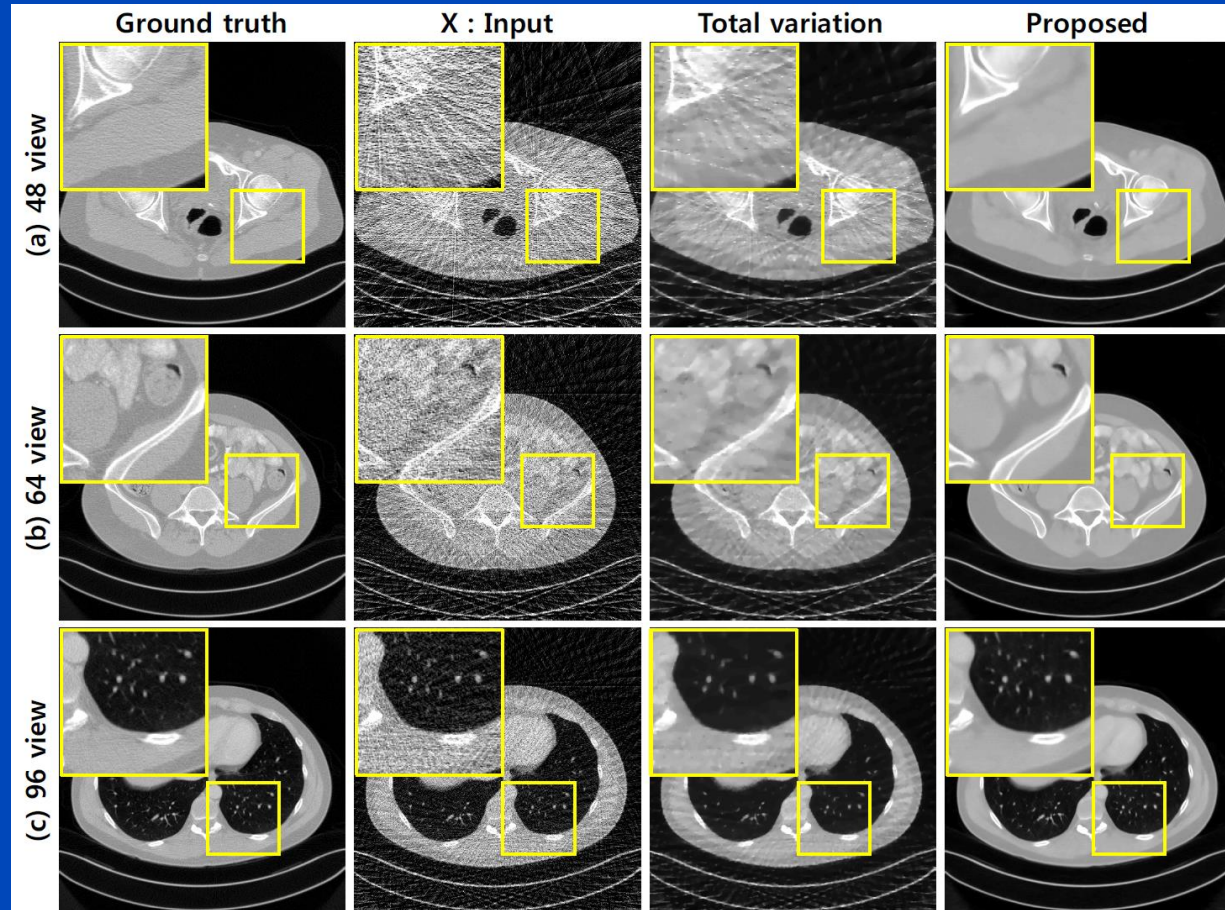 Ground truth
X : Input
Total variation
Proposed
(a) 48 view
(b) 64 view
(c) 96 view